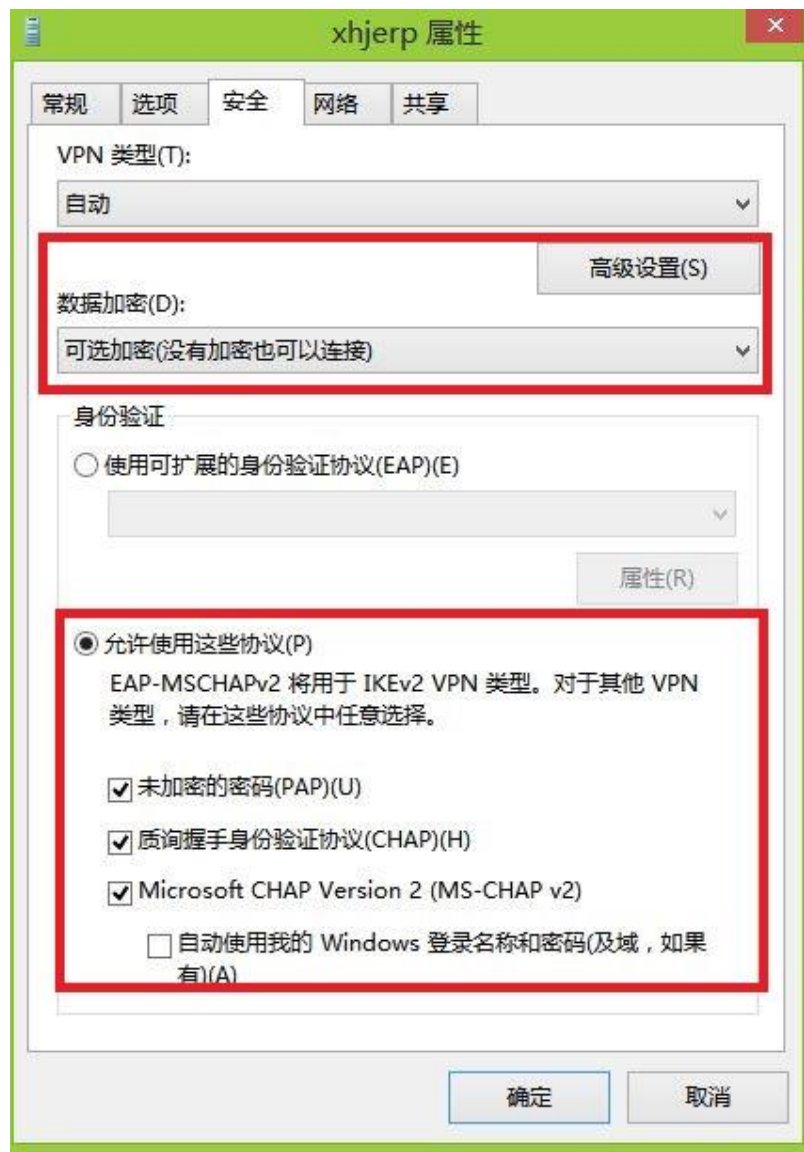 xhjerp 属性
常规 选项 安全 网络 共享
VPN 类型(T):
自动
高级设置(S)
数据加密(D):
可选加密(没有加密也可以连接)
身份验证
使用可扩展的身份验证协议(EAP)(E)
属性(R)
允许使用这些协议(P)
EAP-MSCHAPv2 将用于 IKEv2 VPN 类型。对于其他 VPN
类型，请在这些协议中任意选择。
未加密的密码(PAP)(U)
质询握手身份验证协议(CHAP)(H)
Microsoft CHAP Version 2 (MS-CHAP v2)
自动使用我的 Windows 登录名称和密码(及域，如果
有)(A)
确定 取消